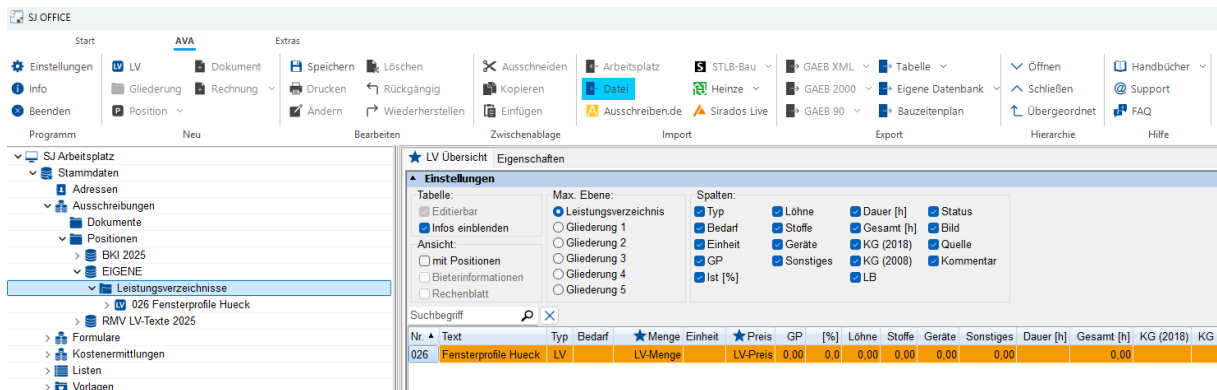 SJ OFFICE
Start AVA Extras
Einstellungen LV Dokument Speichern Löschen Ausschneiden Arbeitsplatz STLB-Bau GAEB XML Tabelle Öffnen Handbücher
Info Gliederung Rechnung Drucken Rückgängig Kopieren Datei Heinze GAEB 2000 Eigene Datenbank Schließen Support
Beenden Position Ändern Wiederherstellen Einfügen Ausschreiben.de Sirados Live GAEB 90 Bauzeitenplan Übergeordnet FAQ
Programm Neu Bearbeiten Zwischenablage Import Export Hierarchie Hilfe
SJ Arbeitsplatz
Stammdaten
Adressen
Ausschreibungen
Dokumente
Positionen
BKI 2025
EIGENE
Leistungsverzeichnisse
026 Fensterprofile Hueck
RMV LV-Texte 2025
Formulare
Kostenermittlungen
Listen
Vorlagen
LV Übersicht Eigenschaften
Einstellungen
Tabelle: Max. Ebene: Spalten:
Editierbar Leistungsverzeichnis Typ Löhne Dauer [h] Status
Infos einblenden Gliederung 1 Bedarf Stoffe Gesamt [h] Bild
Ansicht: Gliederung 2 Einheit Geräte KG (2018) Quelle
mit Positionen Gliederung 3 GP Sonstiges KG (2008) Kommentar
Bieterinformationen Gliederung 4 Ist [%] LB
Rechenblatt Gliederung 5
Suchbegriff
Nr. Text Typ Bedarf Menge Einheit Preis GP [%] Löhne Stoffe Geräte Sonstiges Dauer [h] Gesamt [h] KG (2018) KG
026 Fensterprofile Hueck LV LV-Menge LV-Preis 0,00 0,0 0,00 0,00 0,00 0,00 0,00